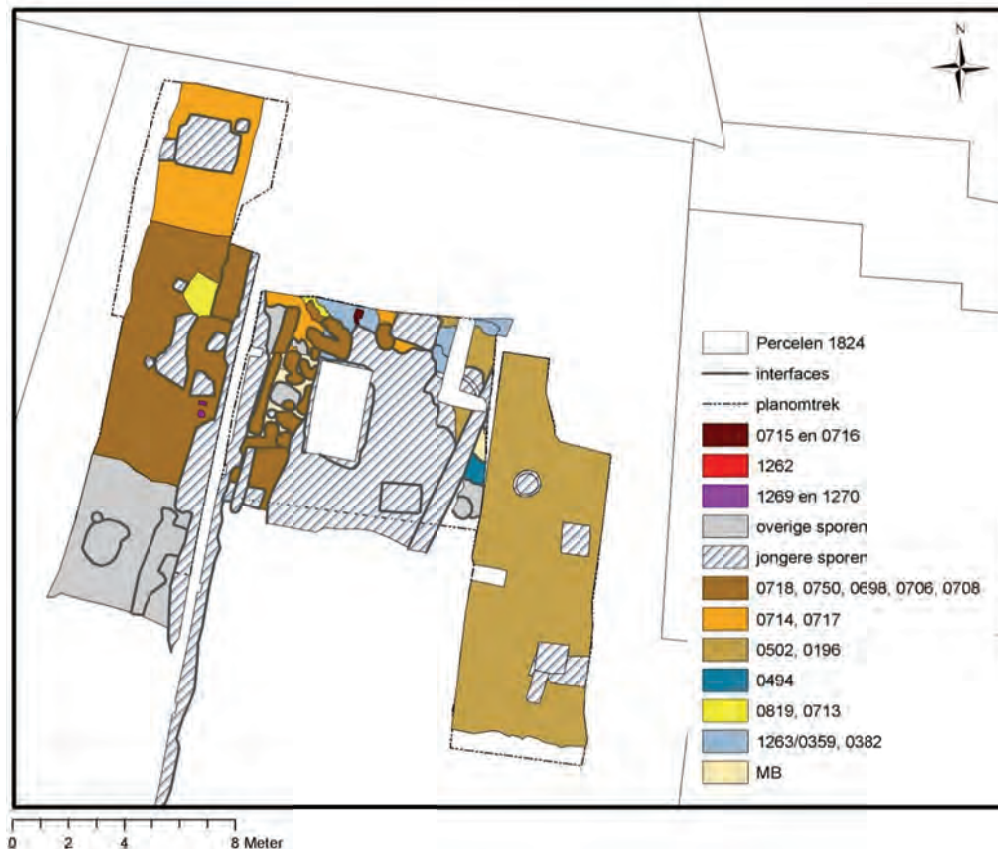 N
Percelen 1824
interfaces
planomtrek
0715 en 0716
1262
1269 en 1270
overige sporen
jongere sporen
0718, 0750, 0698, 0706, 0708
0714, 0717
0502, 0196
0494
0819, 0713
1263/0359, 0382
MB
0 2 4 8 Meter